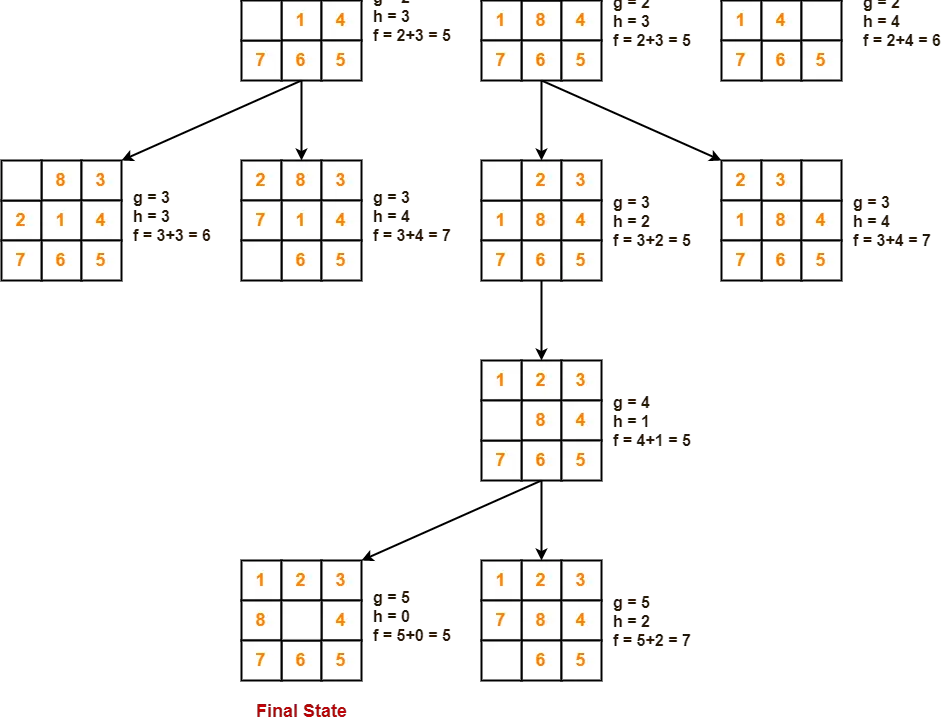 g = 2
1 4
h = 3
f = 2+3 = 5
7 6 5
g = 2
1 8 4
h = 3
f = 2+3 = 5
7 6 5
g = 2
1 4
h = 4
f = 2+4 = 6
7 6 5
8 3
2 1 4
7 6 5
g = 3
h = 3
f = 3+3 = 6
2 8 3
7 1 4
6 5
g = 3
h = 4
f = 3+4 = 7
2 3
1 8 4
7 6 5
g = 3
h = 2
f = 3+2 = 5
2 3
1 8 4
7 6 5
g = 3
h = 4
f = 3+4 = 7
1 2 3
8 4
7 6 5
g = 4
h = 1
f = 4+1 = 5
1 2 3
8 4
7 6 5
g = 5
h = 0
f = 5+0 = 5
1 2 3
7 8 4
6 5
g = 5
h = 2
f = 5+2 = 7
Final State